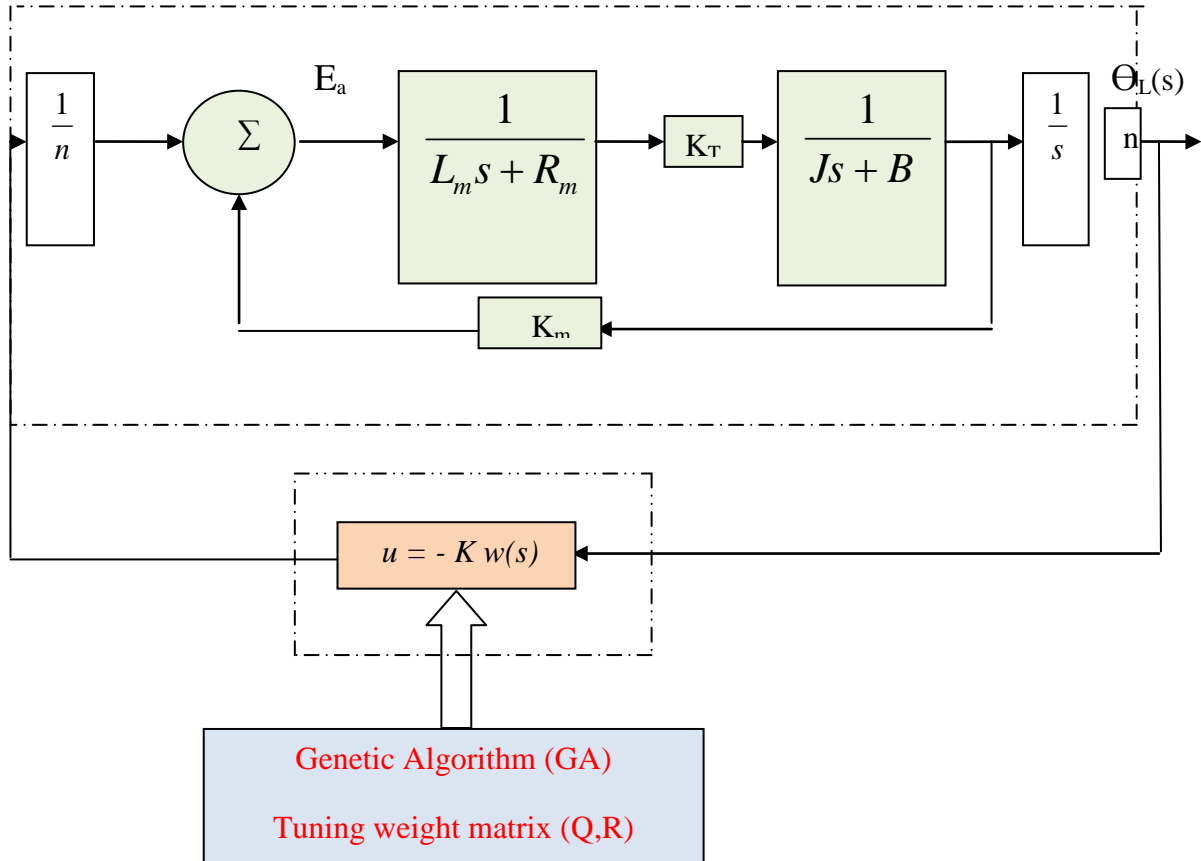 1
n
Σ
Eₐ
1
Lₘs + Rₘ
K_T
1
Js + B
1
s
ϴ_L(s)
n
Kₘ
u = - K w(s)
Genetic Algorithm (GA)
Tuning weight matrix (Q,R)